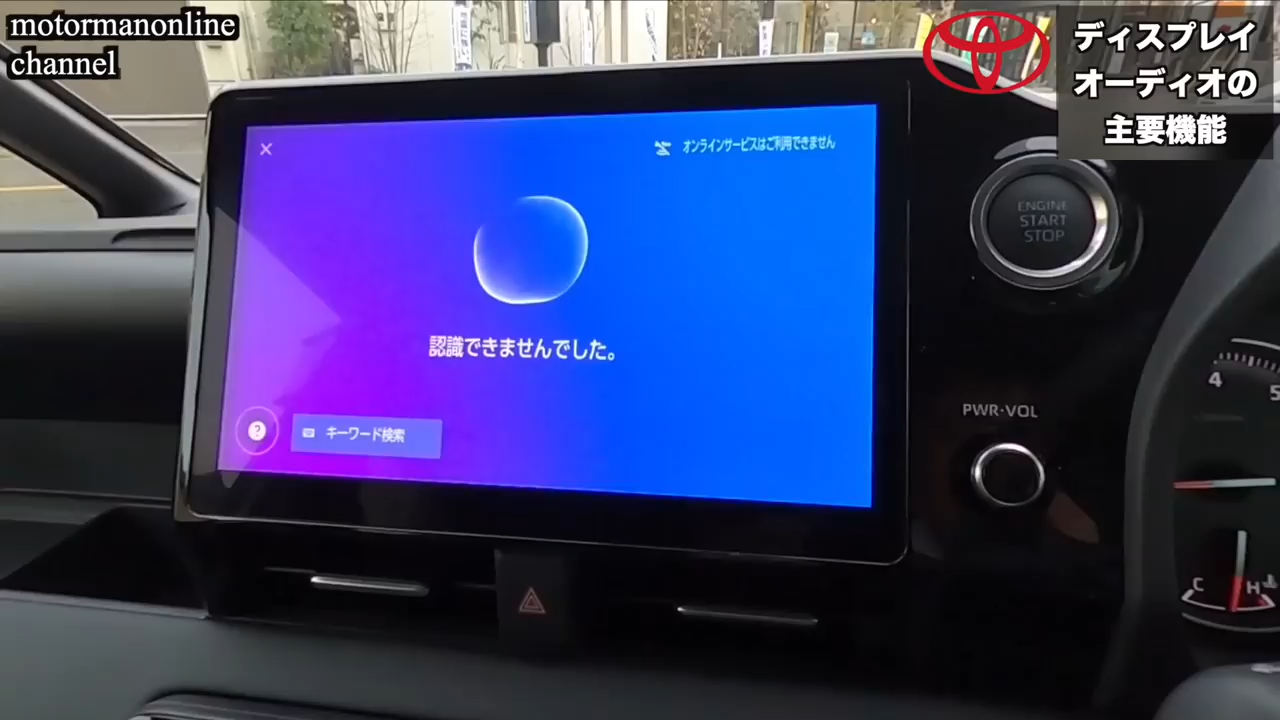 motormanonline
channel
ディスプレイ
オーディオの
主要機能
オンラインサービスはご利用できません
認識できませんでした。
キーワード検索
ENGINE
START
STOP
PWR·VOL
4
5
C
H